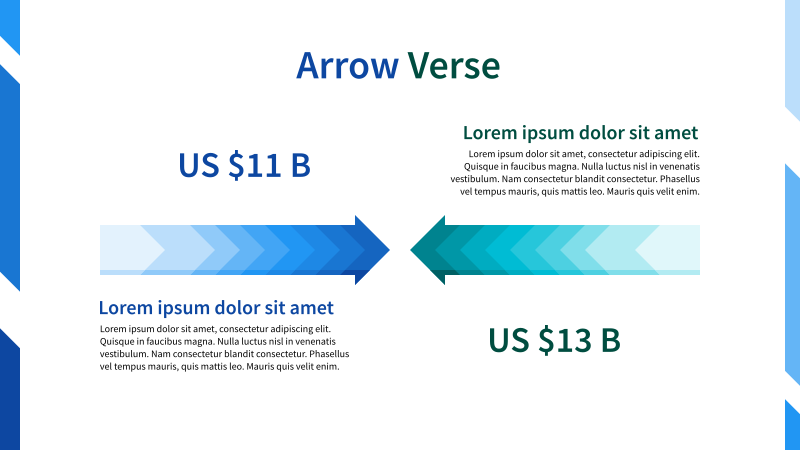 Arrow Verse
US $11 B
Lorem ipsum dolor sit amet
Lorem ipsum dolor sit amet, consectetur adipiscing elit.
Quisque in faucibus magna. Nulla luctus nisl in venenatis
vestibulum. Nam consectetur blandit consectetur. Phasellus
vel tempus mauris, quis mattis leo. Mauris quis velit enim.
Lorem ipsum dolor sit amet
Lorem ipsum dolor sit amet, consectetur adipiscing elit.
Quisque in faucibus magna. Nulla luctus nisl in venenatis
vestibulum. Nam consectetur blandit consectetur. Phasellus
vel tempus mauris, quis mattis leo. Mauris quis velit enim.
US $13 B